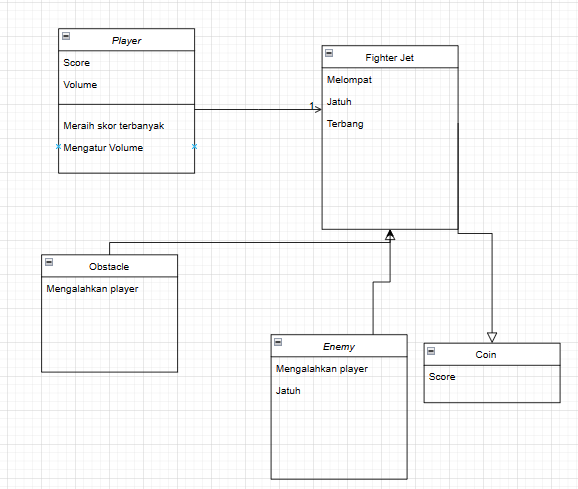 Player
Score
Volume
Meraih skor terbanyak
Mengatur Volume
1
Fighter Jet
Melompat
Jatuh
Terbang
Obstacle
Mengalahkan player
Enemy
Mengalahkan player
Jatuh
Coin
Score